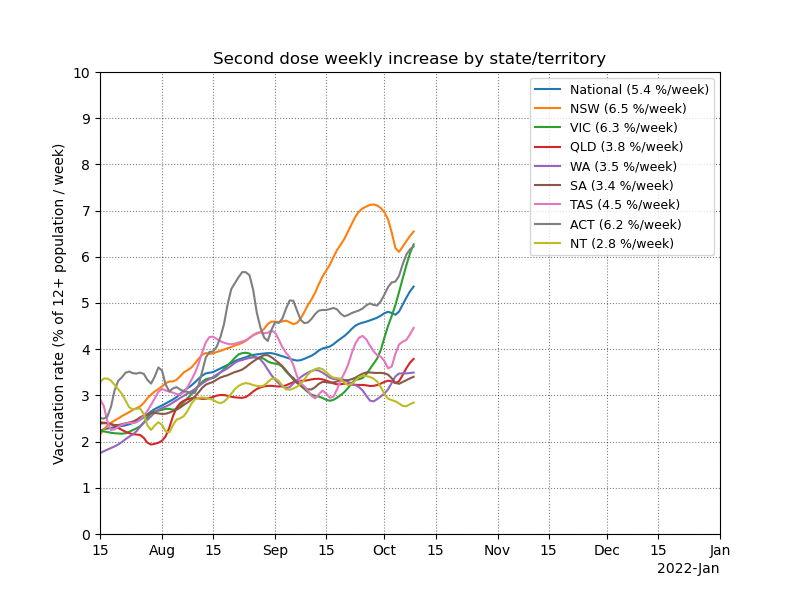 Second dose weekly increase by state/territory
Vaccination rate (% of 12+ population / week)
10
9
8
7
6
5
4
3
2
1
0
National (5.4 %/week)
NSW (6.5 %/week)
VIC (6.3 %/week)
QLD (3.8 %/week)
WA (3.5 %/week)
SA (3.4 %/week)
TAS (4.5 %/week)
ACT (6.2 %/week)
NT (2.8 %/week)
15 Aug 15 Sep 15 Oct 15 Nov 15 Dec 15 Jan
2022-Jan